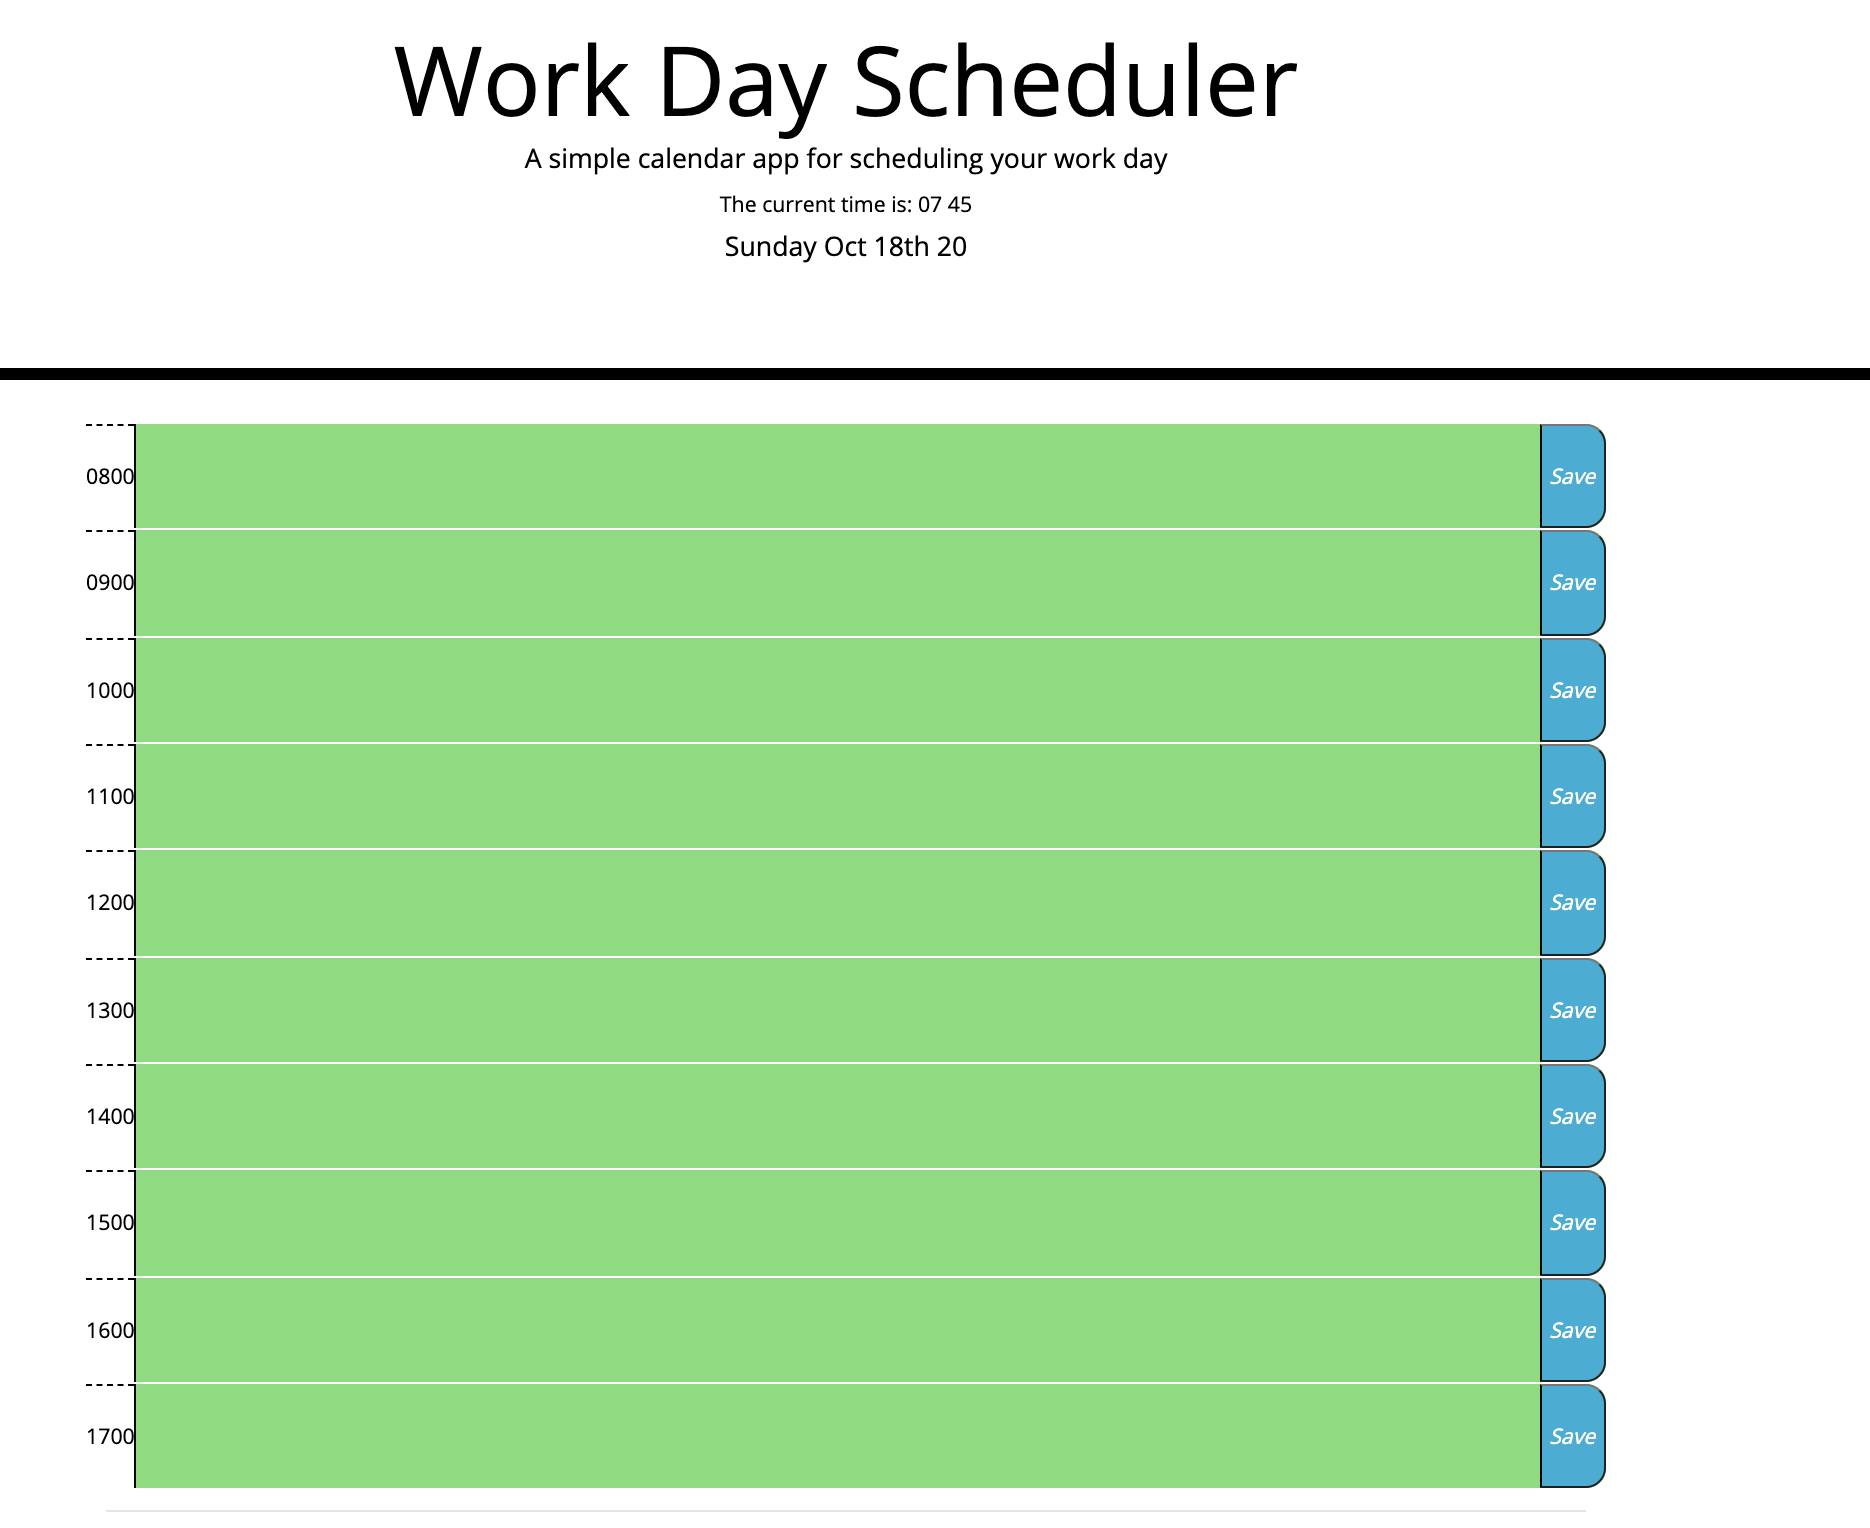 Work Day Scheduler
A simple calendar app for scheduling your work day
The current time is: 07 45
Sunday Oct 18th 20
0800 Save
0900 Save
1000 Save
1100 Save
1200 Save
1300 Save
1400 Save
1500 Save
1600 Save
1700 Save